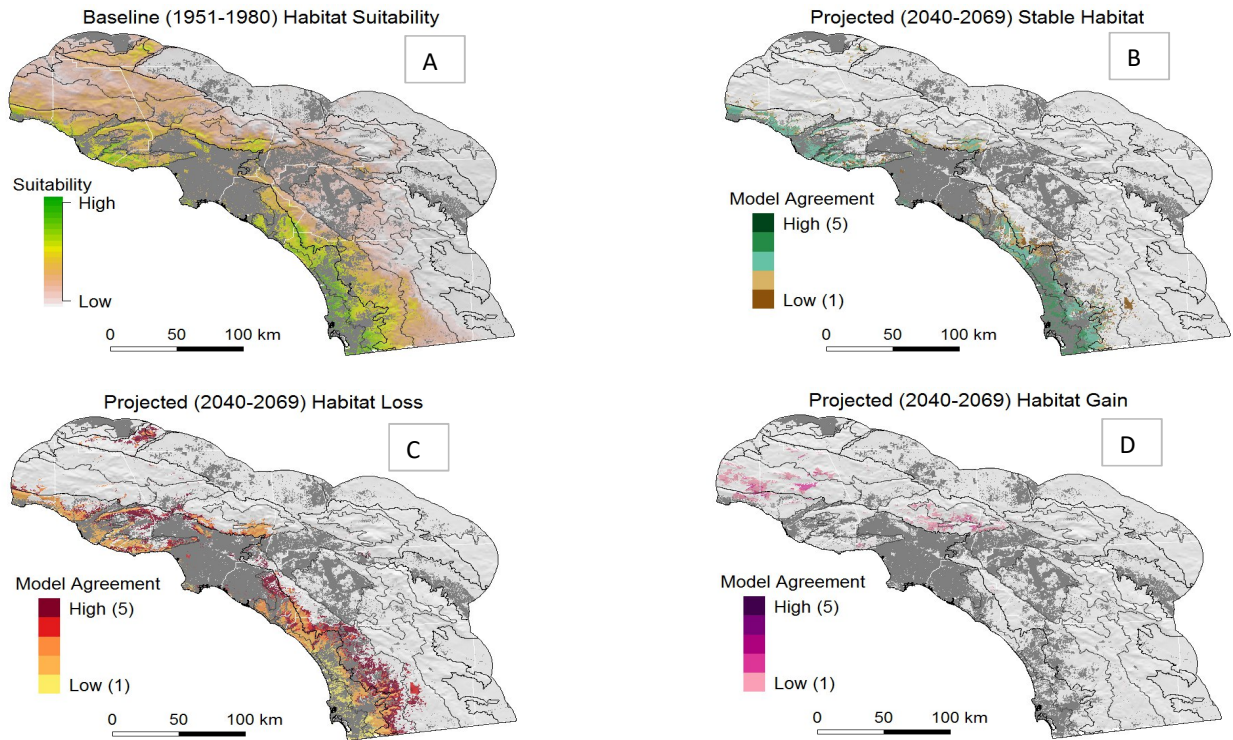 Baseline (1951-1980) Habitat Suitability
A
Suitability
High
Low
0 50 100 km
Projected (2040-2069) Stable Habitat
B
Model Agreement
High (5)
Low (1)
0 50 100 km
Projected (2040-2069) Habitat Loss
C
Model Agreement
High (5)
Low (1)
0 50 100 km
Projected (2040-2069) Habitat Gain
D
Model Agreement
High (5)
Low (1)
0 50 100 km